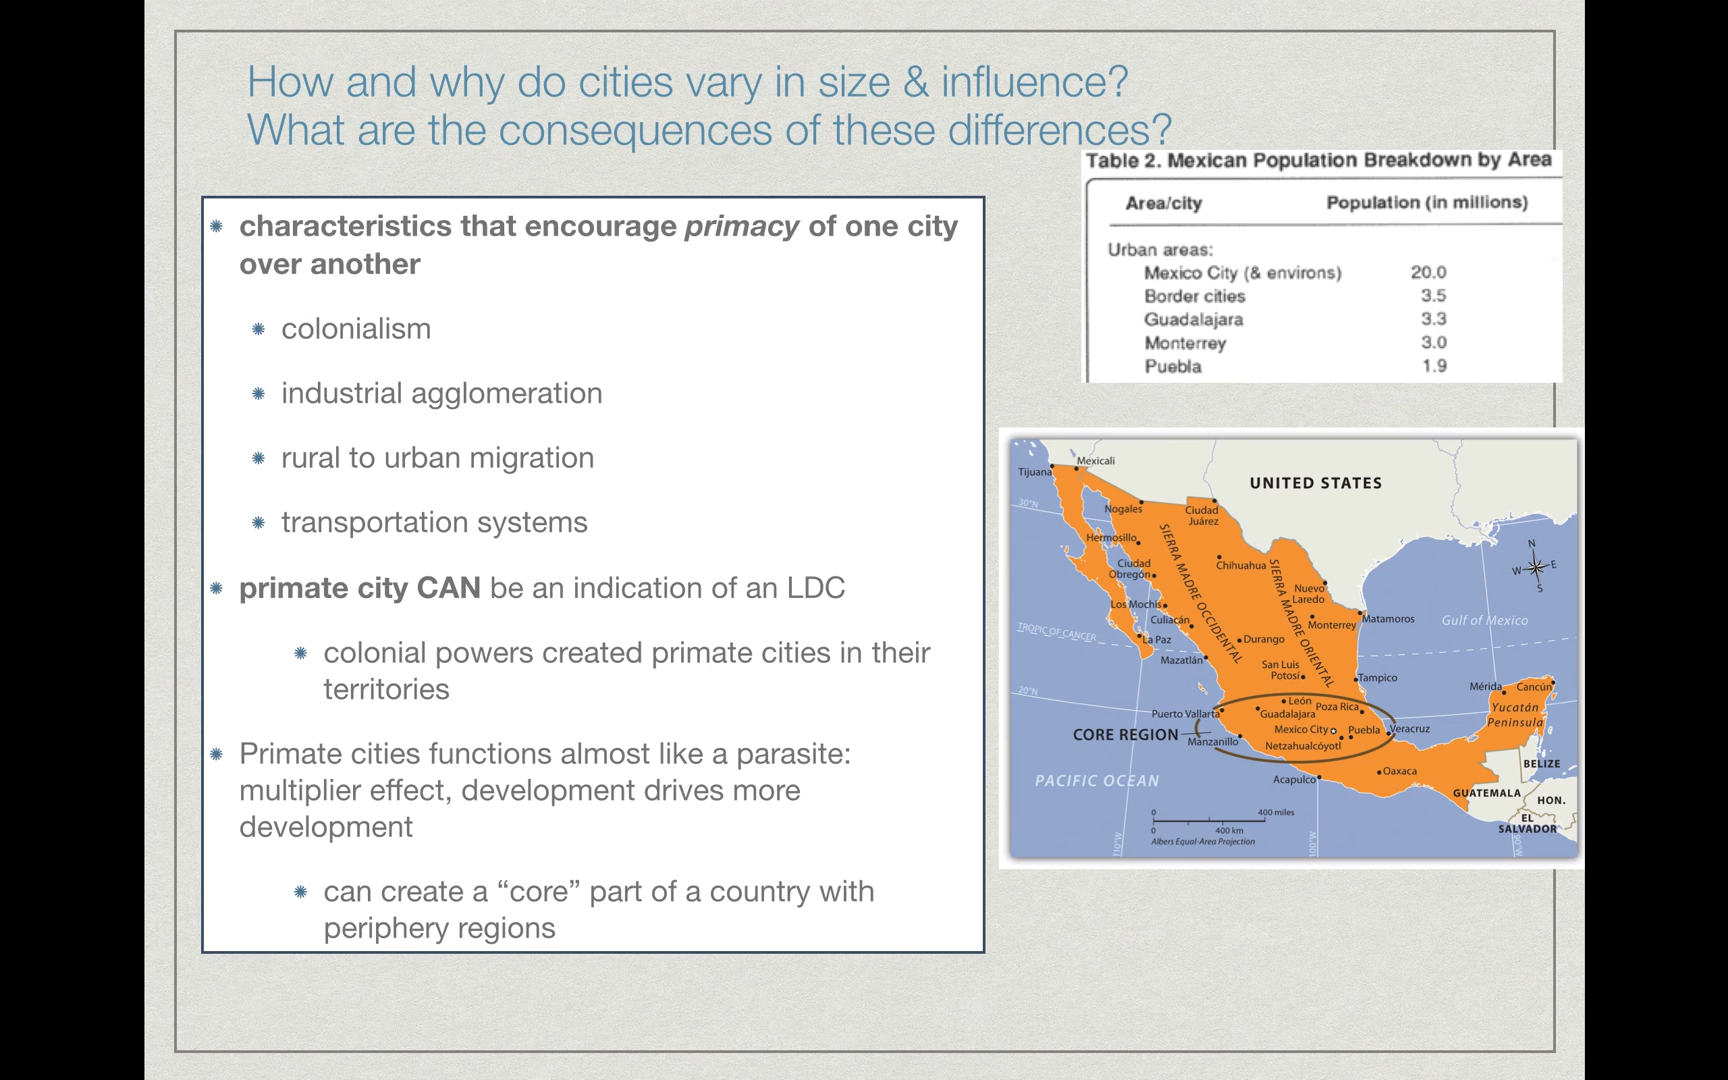 How and why do cities vary in size & influence?
What are the consequences of these differences?
characteristics that encourage primacy of one city
over another
colonialism
industrial agglomeration
rural to urban migration
transportation systems
primate city CAN be an indication of an LDC
colonial powers created primate cities in their
territories
Primate cities functions almost like a parasite:
multiplier effect, development drives more
development
can create a “core” part of a country with
periphery regions
Table 2. Mexican Population Breakdown by Area
Area/city Population (in millions)
Urban areas:
Mexico City (& environs) 20.0
Border cities 3.5
Guadalajara 3.3
Monterrey 3.0
Puebla 1.9
Tijuana
Mexicali
UNITED STATES
30°N
Nogales
Ciudad
Juárez
Hermosillo
Ciudad
Obregón
Chihuahua
SIERRA MADRE OCCIDENTAL
SIERRA MADRE ORIENTAL
N
W
E
S
Nuevo
Laredo
Los Mochis
Culiacán
Monterrey
Matamoros
Gulf of Mexico
TROPIC OF CANCER
La Paz
Durango
Mazatlán
San Luis
Potosí
Tampico
20°N
Mérida
Cancún
Yucatán
Peninsula
León
Poza Rica
Puerto Vallarta
Guadalajara
Mexico City
Puebla
Veracruz
CORE REGION
Manzanillo
Netzahualcóyotl
PACIFIC OCEAN
Acapulco
Oaxaca
BELIZE
GUATEMALA
HON.
EL
SALVADOR
0 400 miles
0 400 km
Albers Equal-Area Projection
110°W
100°W
90°W